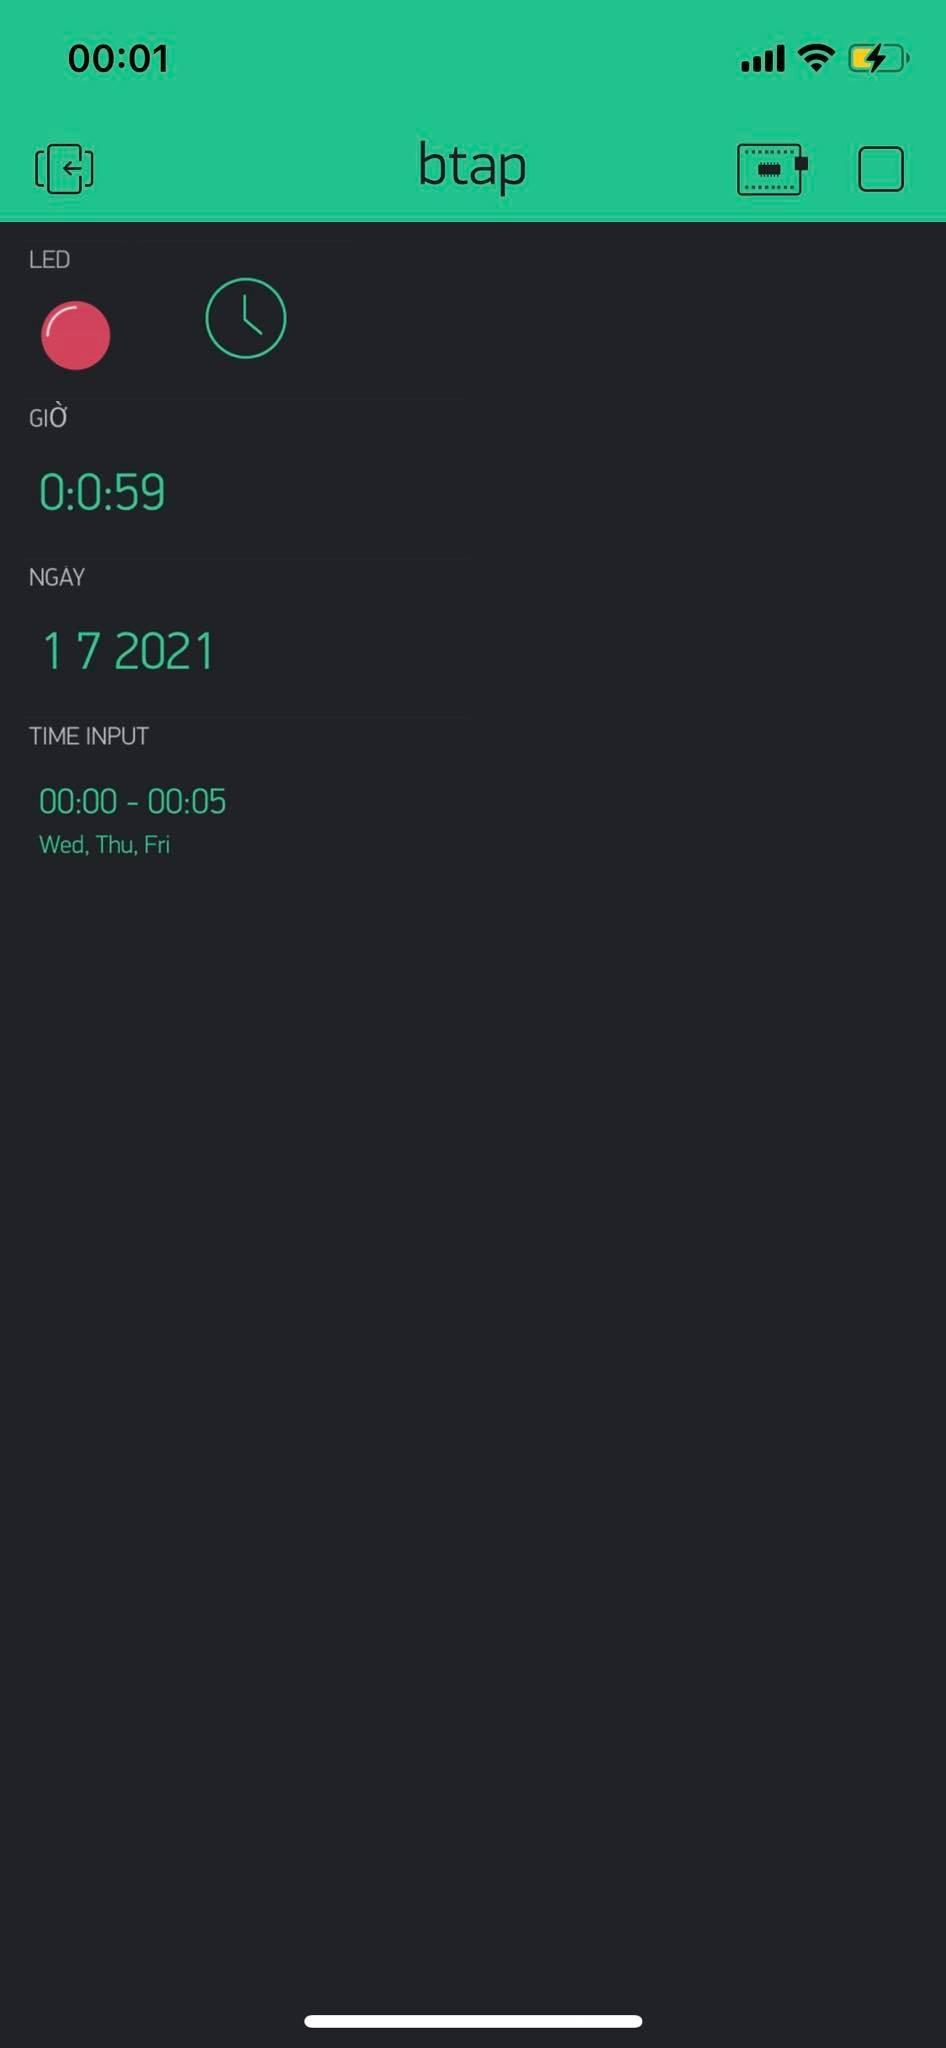 00:01
btap
LED
GIỜ
0:0:59
NGÀY
1 7 2021
TIME INPUT
00:00 - 00:05
Wed, Thu, Fri